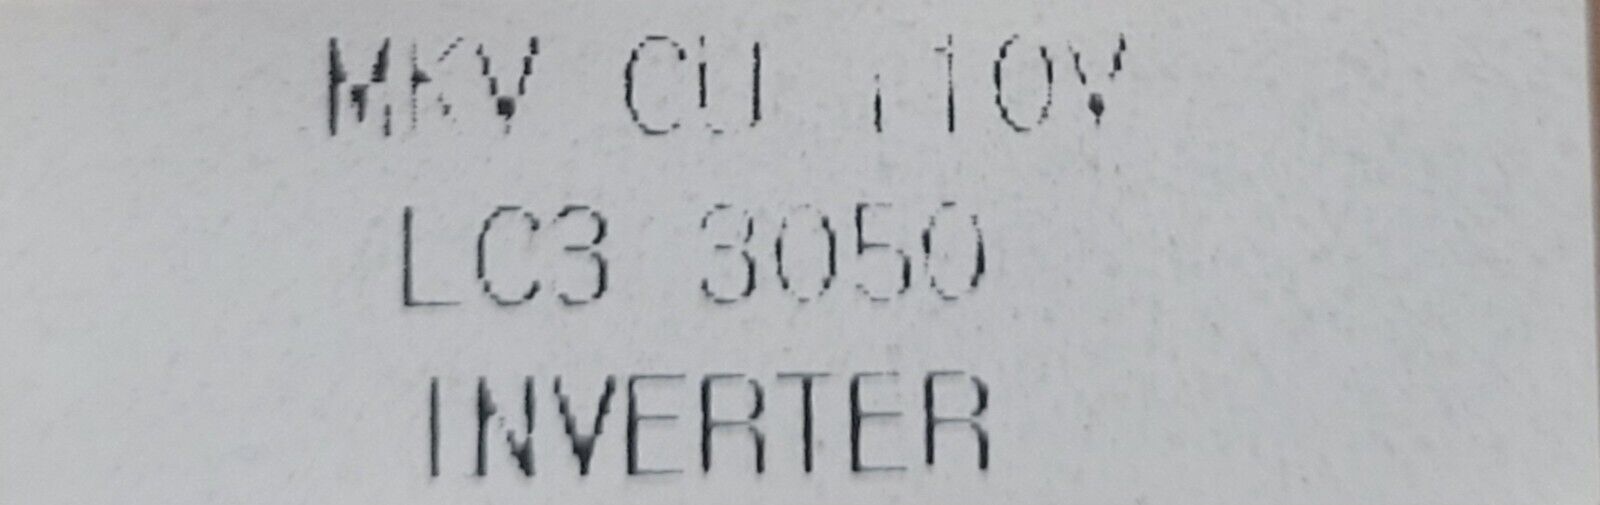 MKV CU 110V
LC3 3050
INVERTER